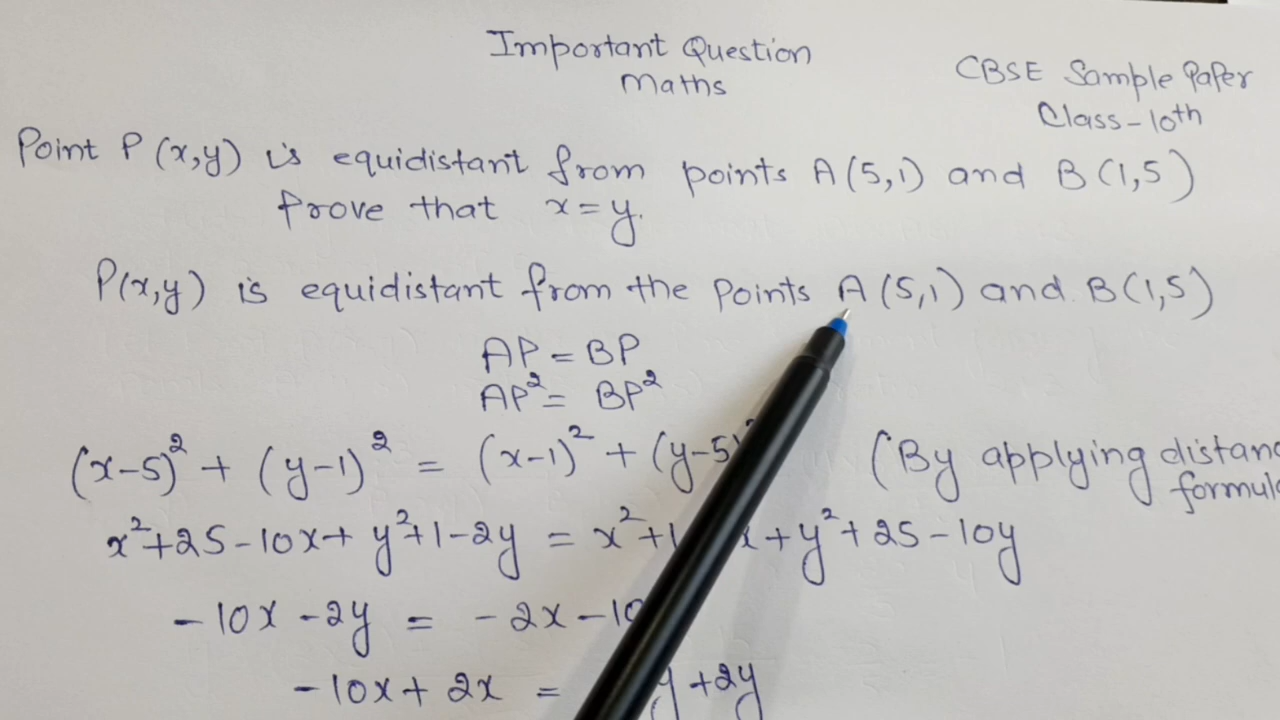 Important Question
Maths
CBSE Sample Paper
Class-10th
Point P(x,y) is equidistant from points A(5,1) and B(1,5)
Prove that x=y.
P(x,y) is equidistant from the points A(5,1) and B(1,5)
AP = BP
AP² = BP²
(x-5)² + (y-1)² = (x-1)² + (y-5)² (By applying distanc
formula
x²+25-10x+ y²+1-2y = x²+1 x+y²+25-10y
-10x -2y = -2x -10
-10x+ 2x = y +2y